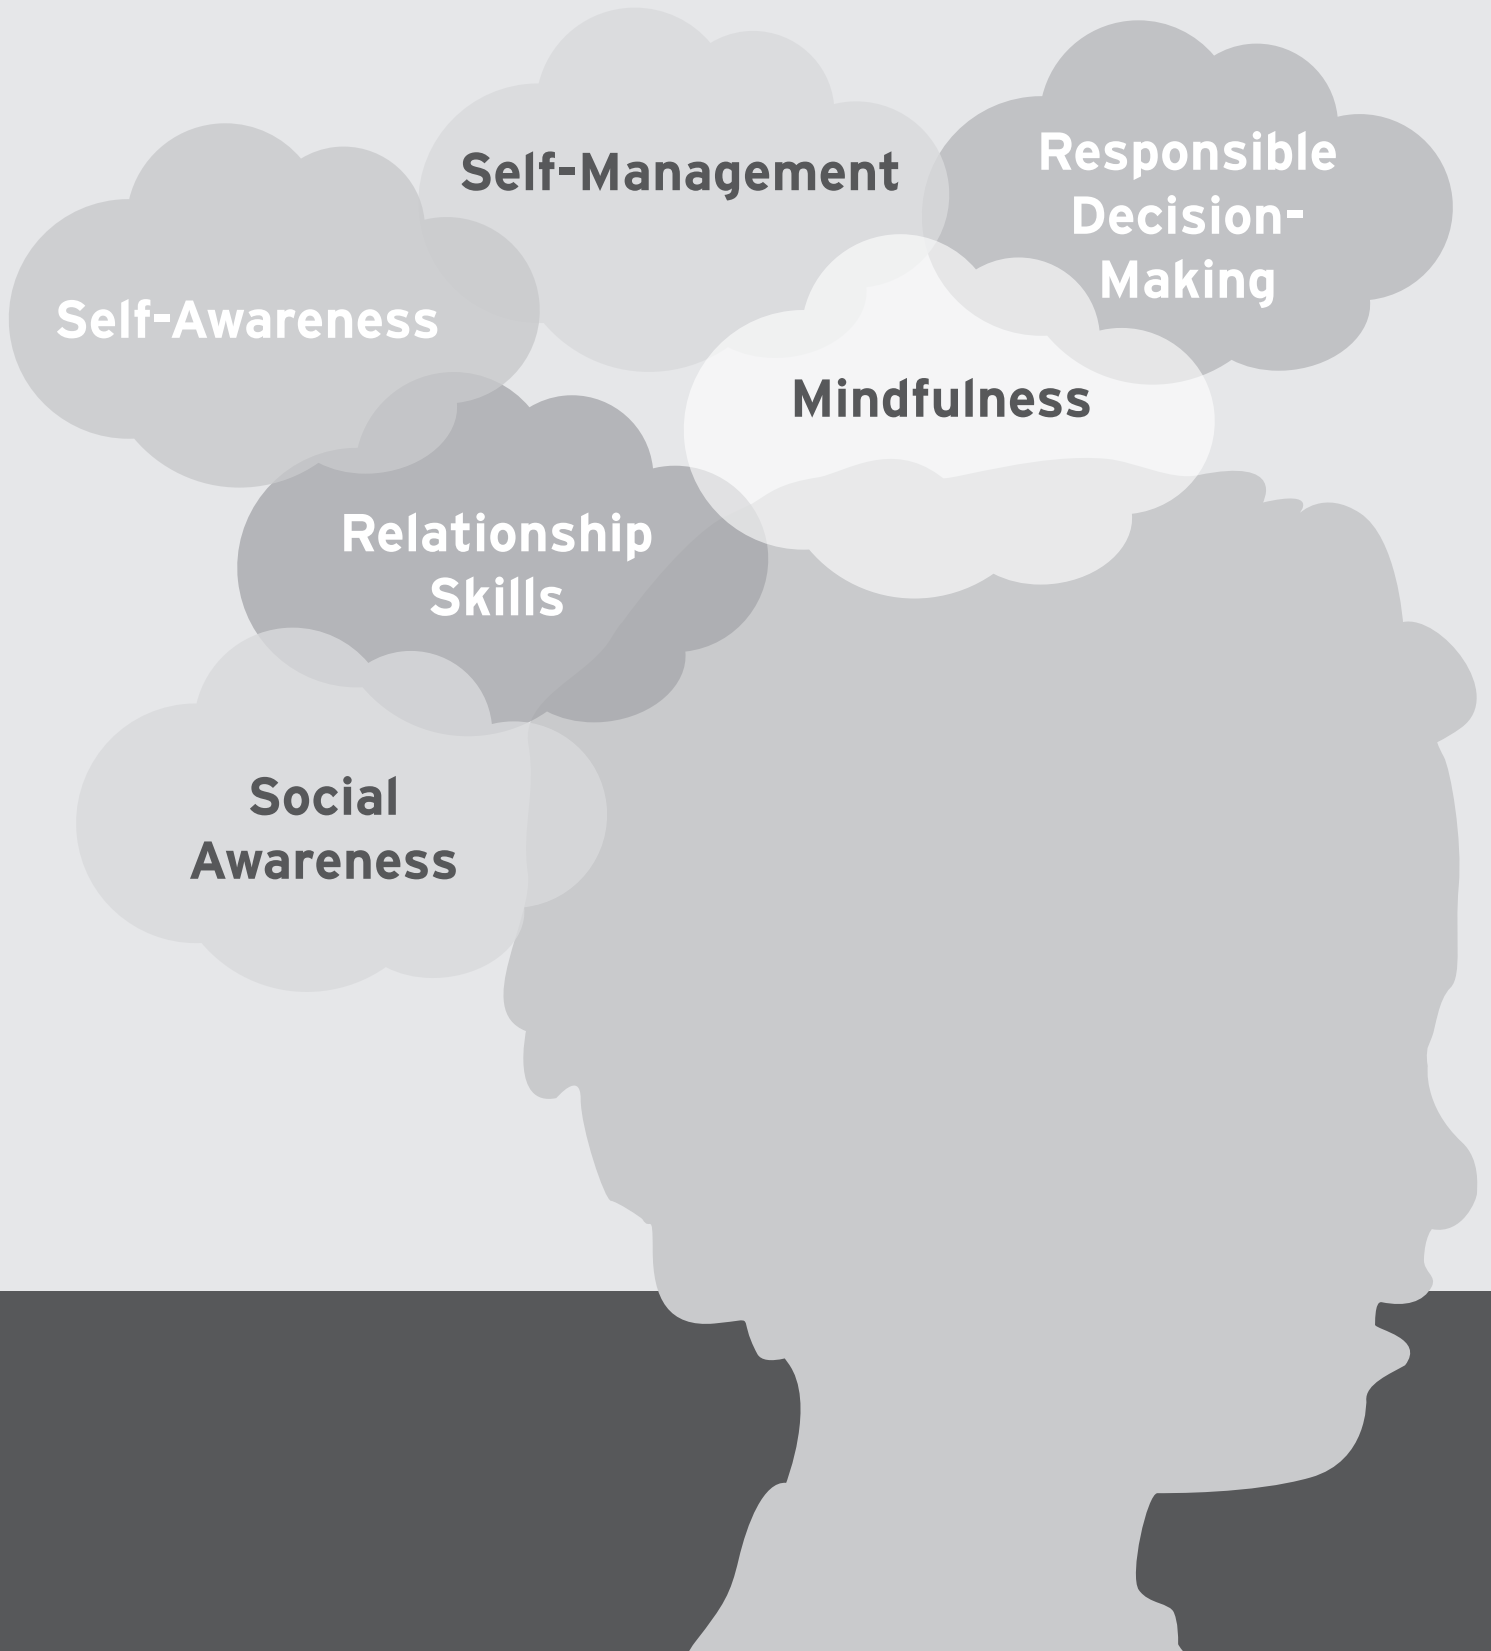 Self-Management
Responsible
Decision-
Making
Self-Awareness
Mindfulness
Relationship
Skills
Social
Awareness